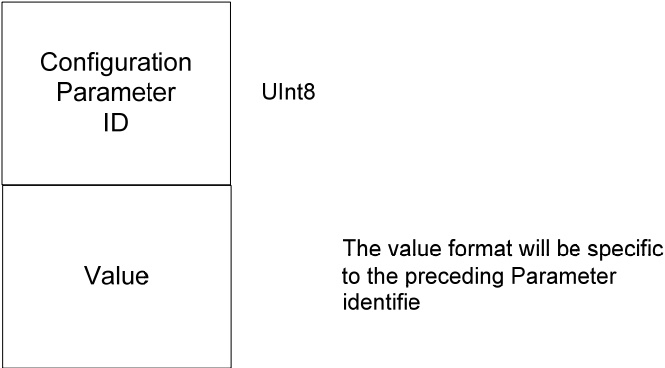 Configuration
Parameter
ID
UInt8
Value
The value format will be specific
to the preceding Parameter
identifie